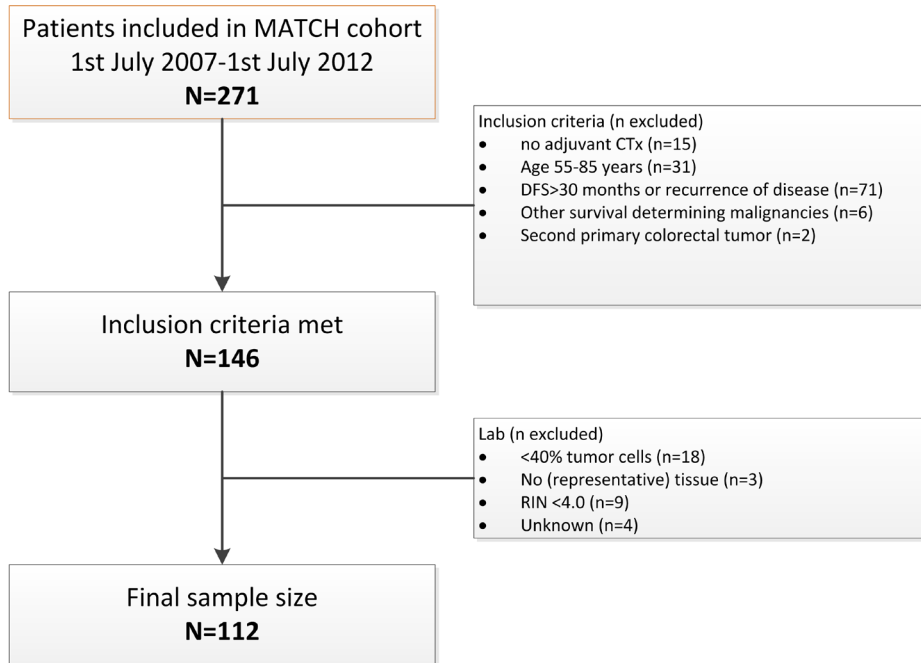 Patients included in MATCH cohort
1st July 2007-1st July 2012
N=271
Inclusion criteria (n excluded)
• no adjuvant CTx (n=15)
• Age 55-85 years (n=31)
• DFS>30 months or recurrence of disease (n=71)
• Other survival determining malignancies (n=6)
• Second primary colorectal tumor (n=2)
Inclusion criteria met
N=146
Lab (n excluded)
• <40% tumor cells (n=18)
• No (representative) tissue (n=3)
• RIN <4.0 (n=9)
• Unknown (n=4)
Final sample size
N=112